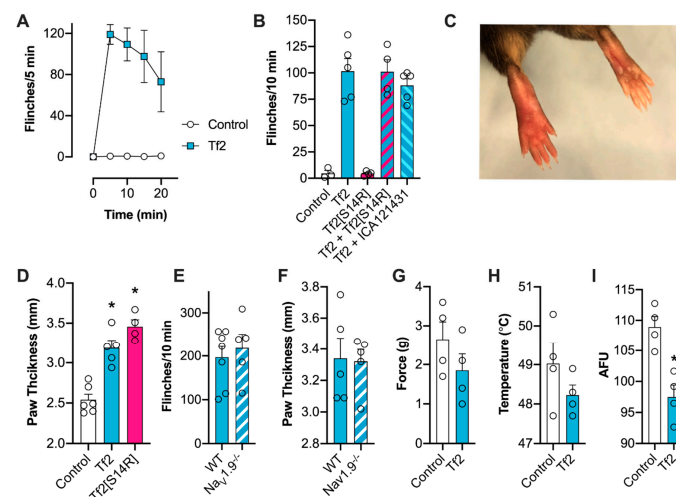 A
Flinches/5 min
120
80
40
0
0
10
20
Time (min)
Control
Tf2
B
Flinches/10 min
150
125
100
75
50
25
0
Control
Tf2
Tf2[S14R]
Tf2 + Tf2[S14R]
Tf2 + ICA121431
C
D
Paw Thcikness (mm)
4.0
3.5
3.0
2.5
2.0
*
*
Control
Tf2
Tf2[S14R]
E
Flinches/10 min
300
200
100
0
WT
Nav1.9-/-
F
Paw Thcikness (mm)
3.8
3.6
3.4
3.2
3.0
2.8
WT
Nav1.9-/-
G
Force (g)
4
3
2
1
0
Control
Tf2
H
Temperature (°C)
51
50
49
48
47
Control
Tf2
I
AFU
115
110
105
100
95
90
*
Control
Tf2